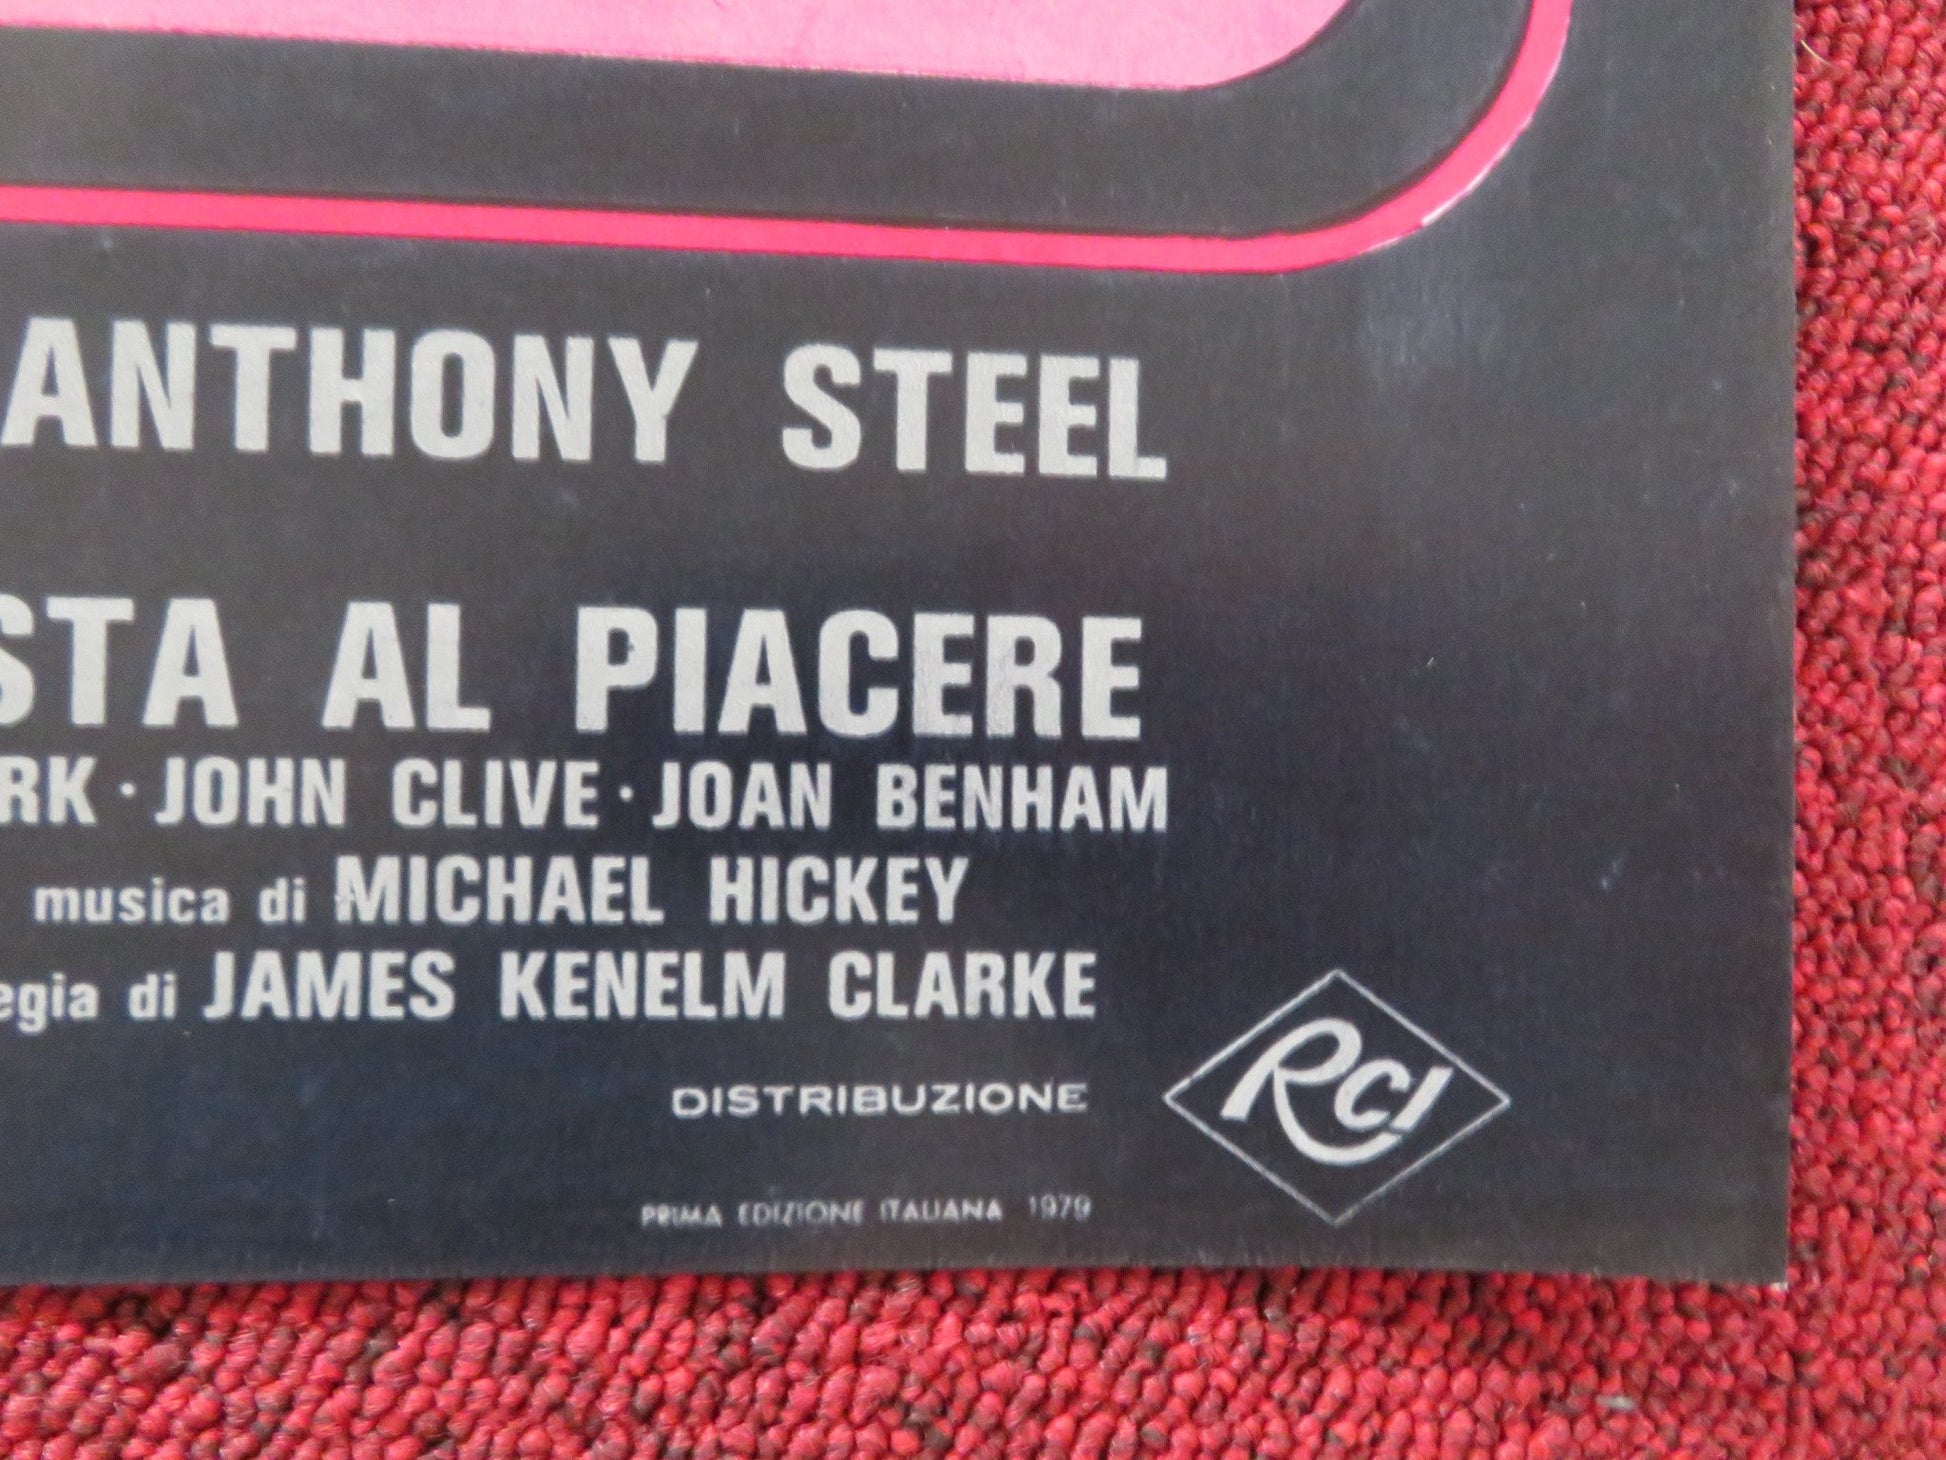 ANTHONY STEEL
STA AL PIACERE
RK · JOHN CLIVE · JOAN BENHAM
musica di MICHAEL HICKEY
egia di JAMES KENELM CLARKE
DISTRIBUZIONE
RCI
PRIMA EDIZIONE ITALIANA 1979